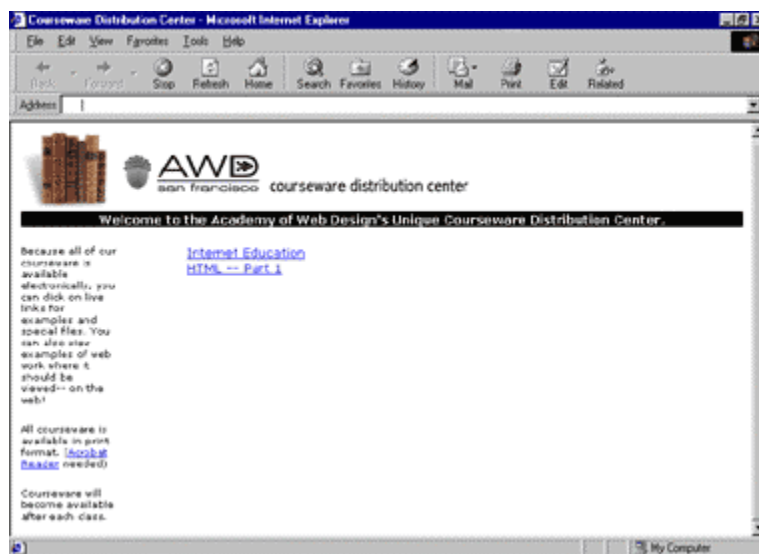 Courseware Distribution Center - Microsoft Internet Explorer
File Edit View Favorites Tools Help
Back Forward Stop Refresh Home Search Favorites History Mail Print Edit Related
Address
AWD
san francisco courseware distribution center
Welcome to the Academy of Web Design's Unique Courseware Distribution Center.
Because all of our
courseware is
available
electronically, you
can click on live
links for
examples and
special files. You
can also view
examples of web
work where it
should be
viewed-- on the
web!
All courseware is
available in print
format. (Acrobat
Reader needed)
Courseware will
become available
after each class.
Internet Education
HTML -- Part 1
My Computer